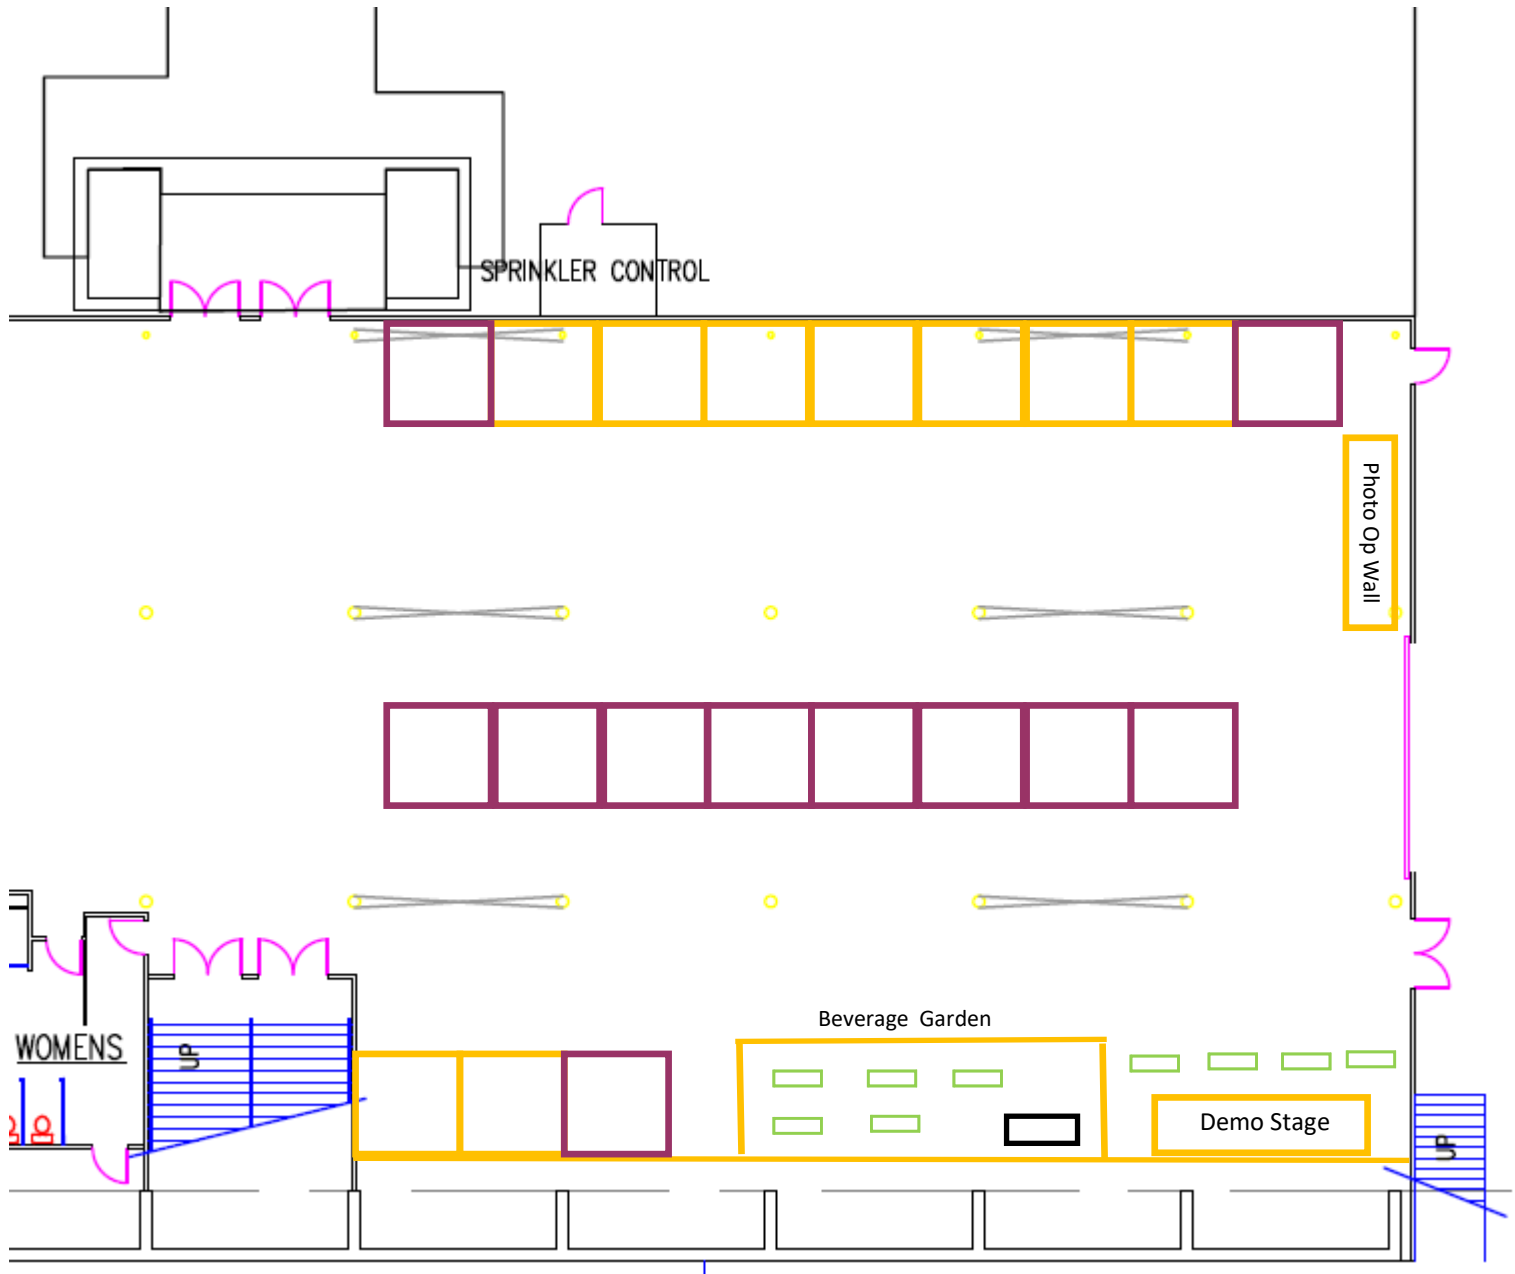 SPRINKLER CONTROL
Photo Op Wall
Beverage Garden
WOMENS
UP
Demo Stage
UP